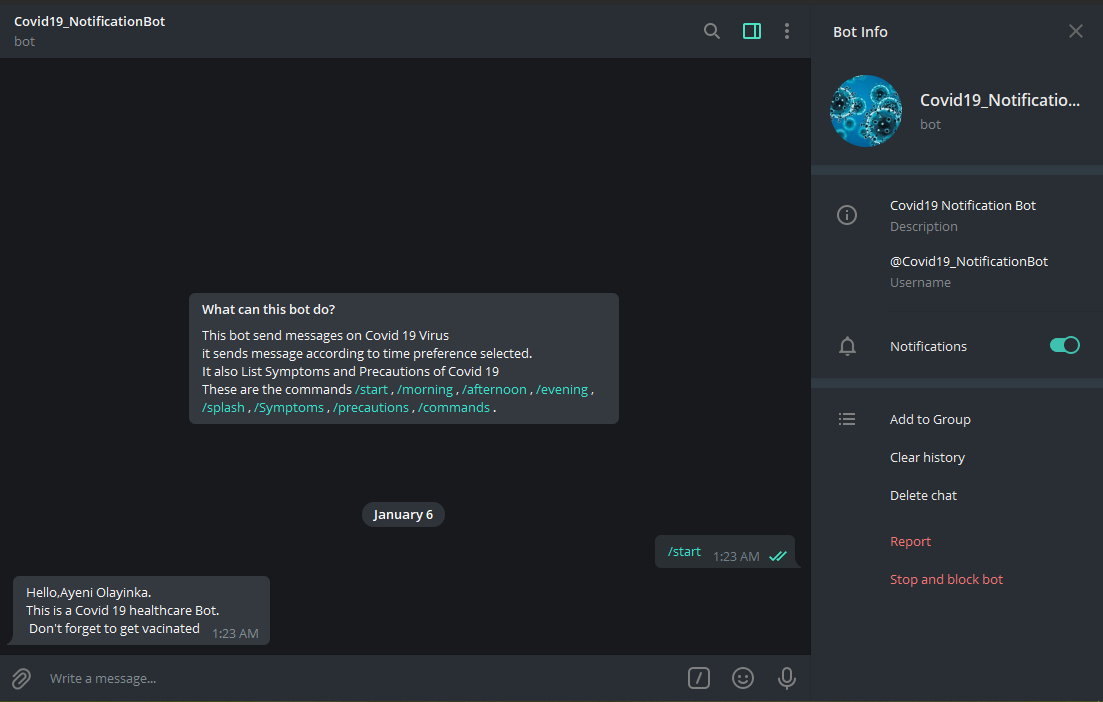 Covid19_NotificationBot
bot
What can this bot do?
This bot send messages on Covid 19 Virus
it sends message according to time preference selected.
It also List Symptoms and Precautions of Covid 19
These are the commands /start , /morning , /afternoon , /evening ,
/splash , /Symptoms , /precautions , /commands .
January 6
/start 1:23 AM
Hello,Ayeni Olayinka.
This is a Covid 19 healthcare Bot.
Don't forget to get vacinated 1:23 AM
Write a message...
Bot Info
Covid19_Notificatio...
bot
Covid19 Notification Bot
Description
@Covid19_NotificationBot
Username
Notifications
Add to Group
Clear history
Delete chat
Report
Stop and block bot